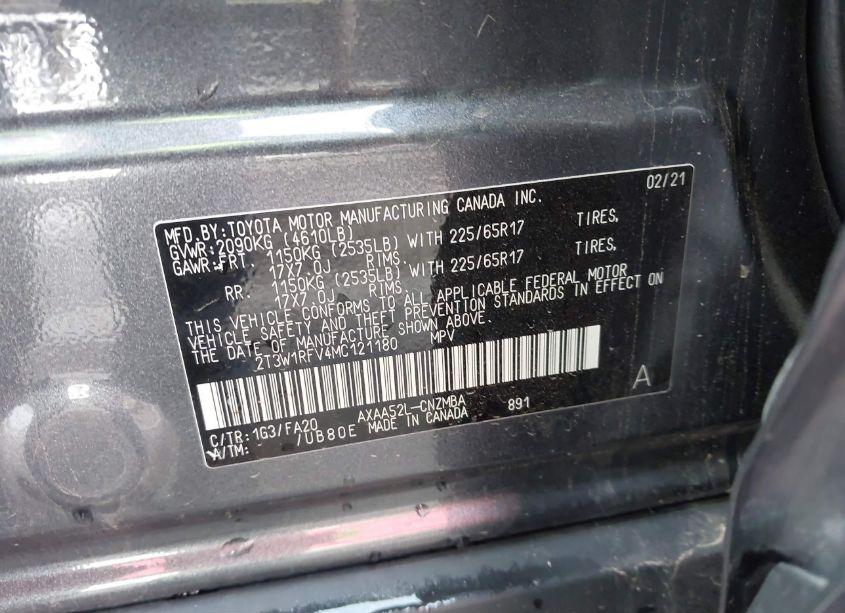 02/21
MFD.BY:TOYOTA MOTOR MANUFACTURING CANADA INC.
GVWR:2090KG (4610LB)
GAWR:FRT. 1150KG (2535LB) WITH 225/65R17 TIRES,
17X7.0J RIMS.
RR. 1150KG (2535LB) WITH 225/65R17 TIRES,
17X7.0J RIMS.
THIS VEHICLE CONFORMS TO ALL APPLICABLE FEDERAL MOTOR
VEHICLE SAFETY AND THEFT PREVENTION STANDARDS IN EFFECT ON
THE DATE OF MANUFACTURE SHOWN ABOVE.
2T3W1RFV4MC121180 MPV
A
C/TR: 1G3/FA20 AXAA52L-CNZMBA 891
A/TM: /UB80E MADE IN CANADA